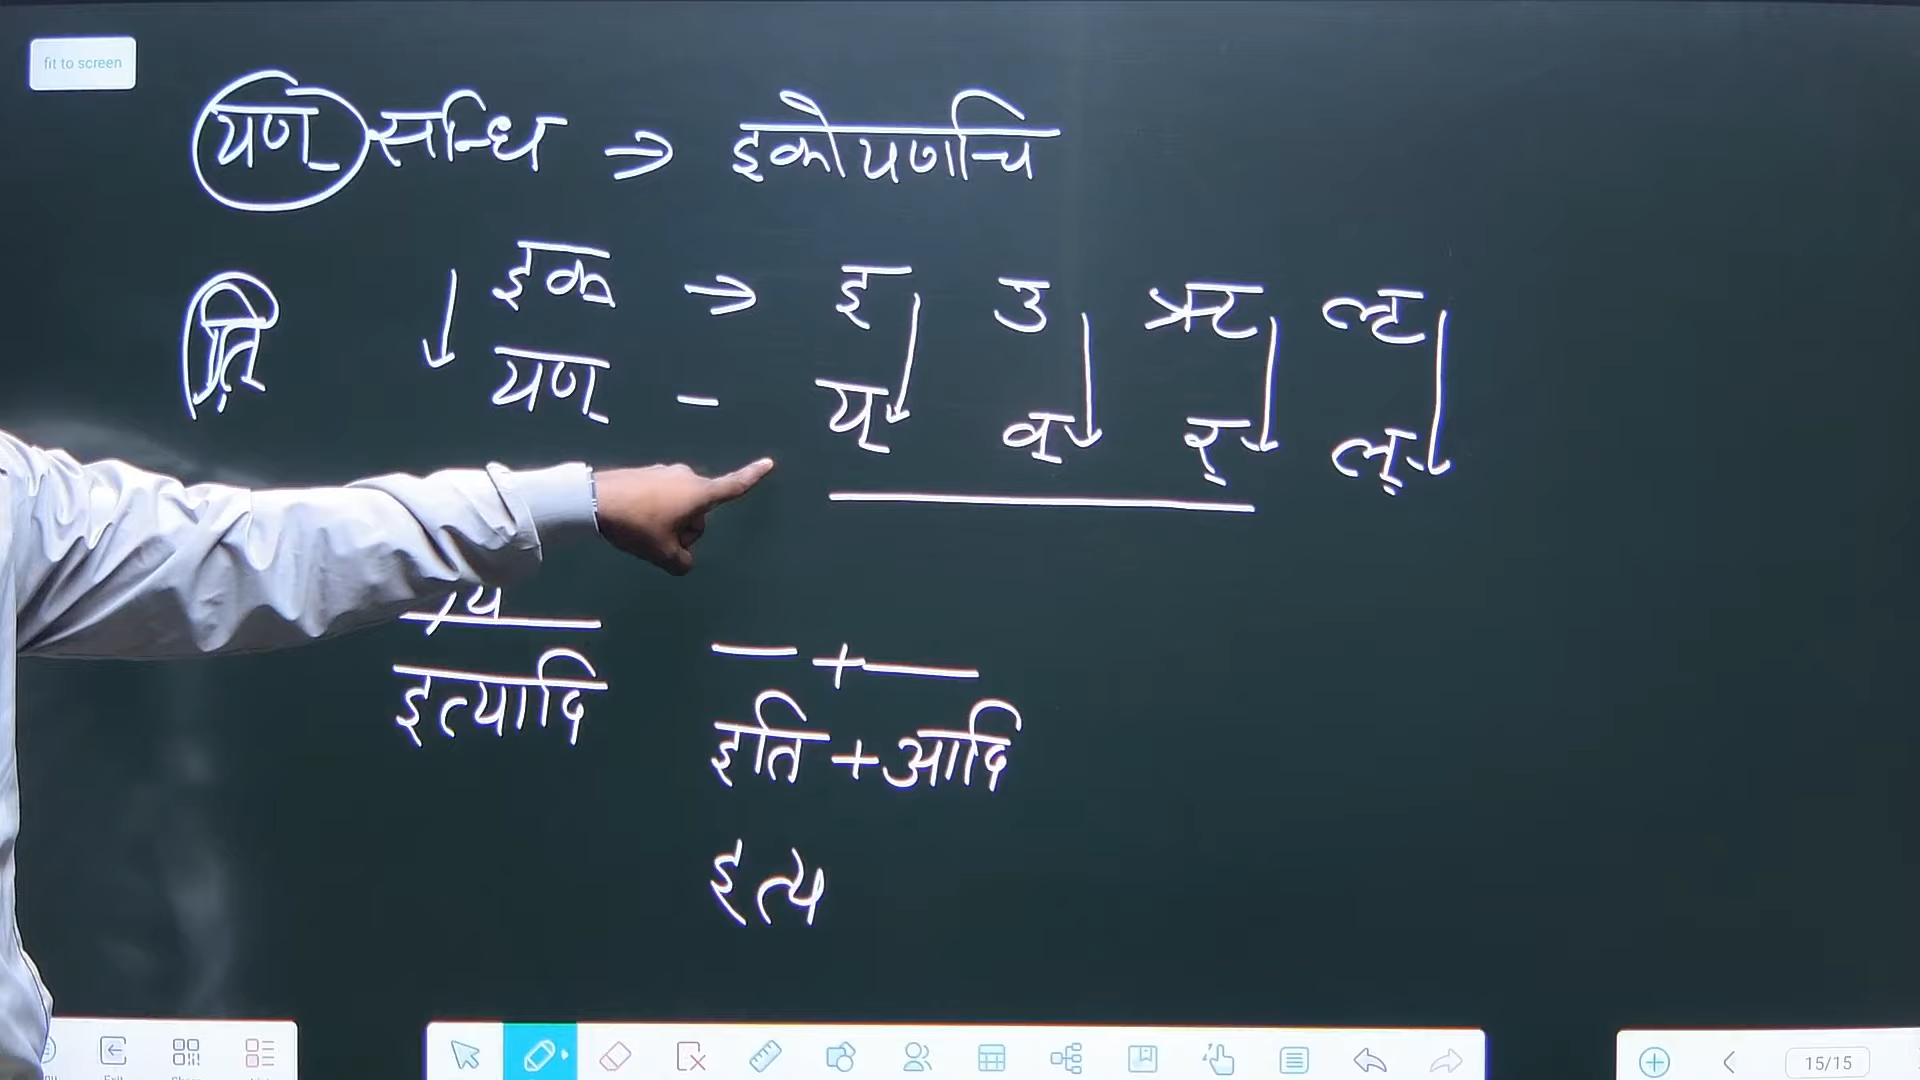 fit to screen
यण् सन्धि → इकोयणचि
इक → इ उ ऋ लृ
यण् - य् व् र् ल्
ति
इत्यादि
— + —
इति + आदि
इत्य
15/15